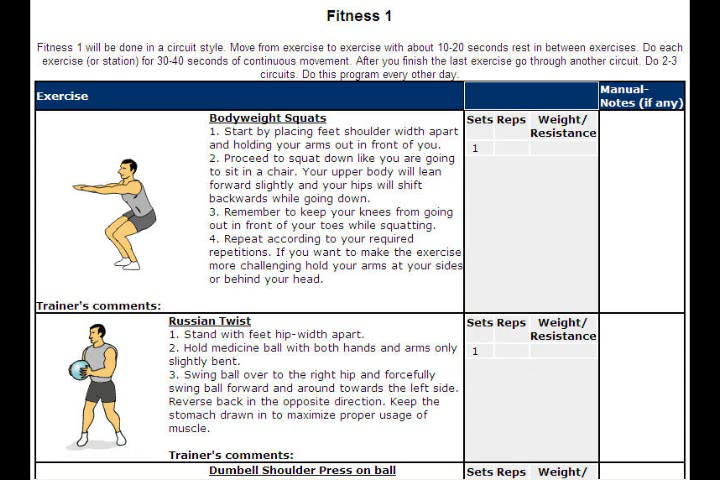 Fitness 1
Fitness 1 will be done in a circuit style. Move from exercise to exercise with about 10-20 seconds rest in between exercises. Do each
exercise (or station) for 30-40 seconds of continuous movement. After you finish the last exercise go through another circuit. Do 2-3
circuits. Do this program every other day.
Exercise
Manual-
Notes (if any)
Bodyweight Squats
1. Start by placing feet shoulder width apart
and holding your arms out in front of you.
2. Proceed to squat down like you are going
to sit in a chair. Your upper body will lean
forward slightly and your hips will shift
backwards while going down.
3. Remember to keep your knees from going
out in front of your toes while squatting.
4. Repeat according to your required
repetitions. If you want to make the exercise
more challenging hold your arms at your sides
or behind your head.
Sets Reps Weight/
Resistance
1
Trainer's comments:
Russian Twist
1. Stand with feet hip-width apart.
2. Hold medicine ball with both hands and arms only
slightly bent.
3. Swing ball over to the right hip and forcefully
swing ball forward and around towards the left side.
Reverse back in the opposite direction. Keep the
stomach drawn in to maximize proper usage of
muscle.
Sets Reps Weight/
Resistance
1
Trainer's comments:
Dumbell Shoulder Press on ball
Sets Reps Weight/